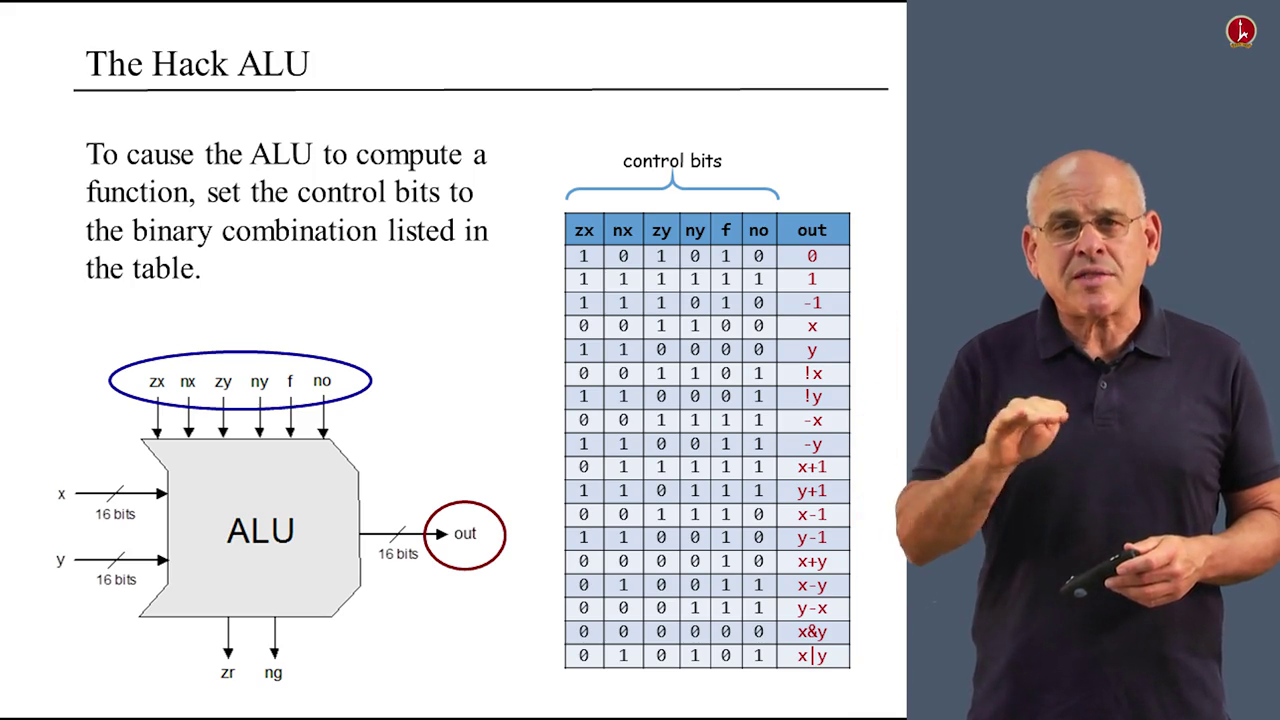 The Hack ALU
To cause the ALU to compute a
function, set the control bits to
the binary combination listed in
the table.
zx nx zy ny f no
x
16 bits
y
16 bits
ALU
16 bits
out
zr ng
control bits
zx nx zy ny f no out
1 0 1 0 1 0 0
1 1 1 1 1 1 1
1 1 1 0 1 0 -1
0 0 1 1 0 0 x
1 1 0 0 0 0 y
0 0 1 1 0 1 !x
1 1 0 0 0 1 !y
0 0 1 1 1 1 -x
1 1 0 0 1 1 -y
0 1 1 1 1 1 x+1
1 1 0 1 1 1 y+1
0 0 1 1 1 0 x-1
1 1 0 0 1 0 y-1
0 0 0 0 1 0 x+y
0 1 0 0 1 1 x-y
0 0 0 1 1 1 y-x
0 0 0 0 0 0 x&y
0 1 0 1 0 1 x|y